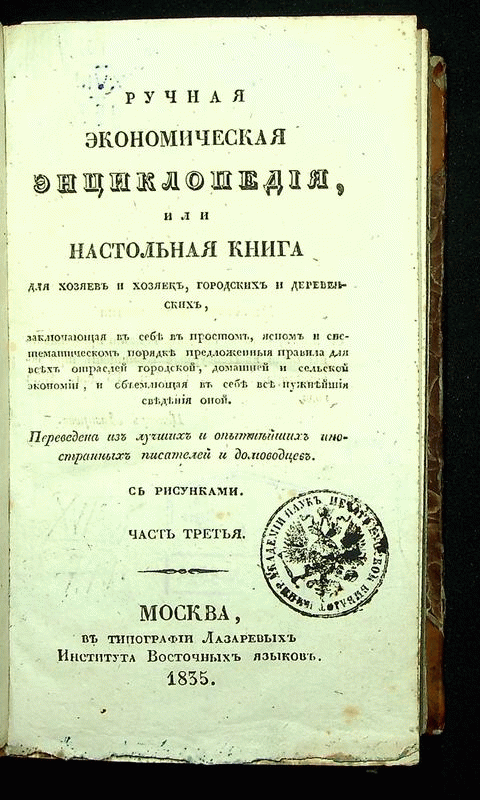 РУЧНАЯ
ЭКОНОМИЧЕСКАЯ
ЭНЦИКЛОПЕДІЯ,
ИЛИ
НАСТОЛЬНАЯ КНИГА
ДЛЯ ХОЗЯЕВЪ И ХОЗЯЕКЪ, ГОРОДСКИХЪ И ДЕРЕВЕН-
СКИХЪ,
заключающая въ себѣ въ простомъ, ясномъ и сис-
тематическомъ порядкѣ предложенныя правила для
всѣхъ отраслей городской, домашней и сельской
экономіи, и объемлющая въ себѣ всѣ нужнѣйшія
свѣдѣнія оной.
Переведена изъ лучшихъ и опытнѣйшихъ ино-
странныхъ писателей и домоводцевъ.
СЪ РИСУНКАМИ.
ЧАСТЬ ТРЕТЬЯ.
АКАДЕМІИ НАУКЪ
МОСКВА,
ВЪ ТИПОГРАФІИ ЛАЗАРЕВЫХЪ
ИНСТИТУТА ВОСТОЧНЫХЪ ЯЗЫКОВЪ.
1835.